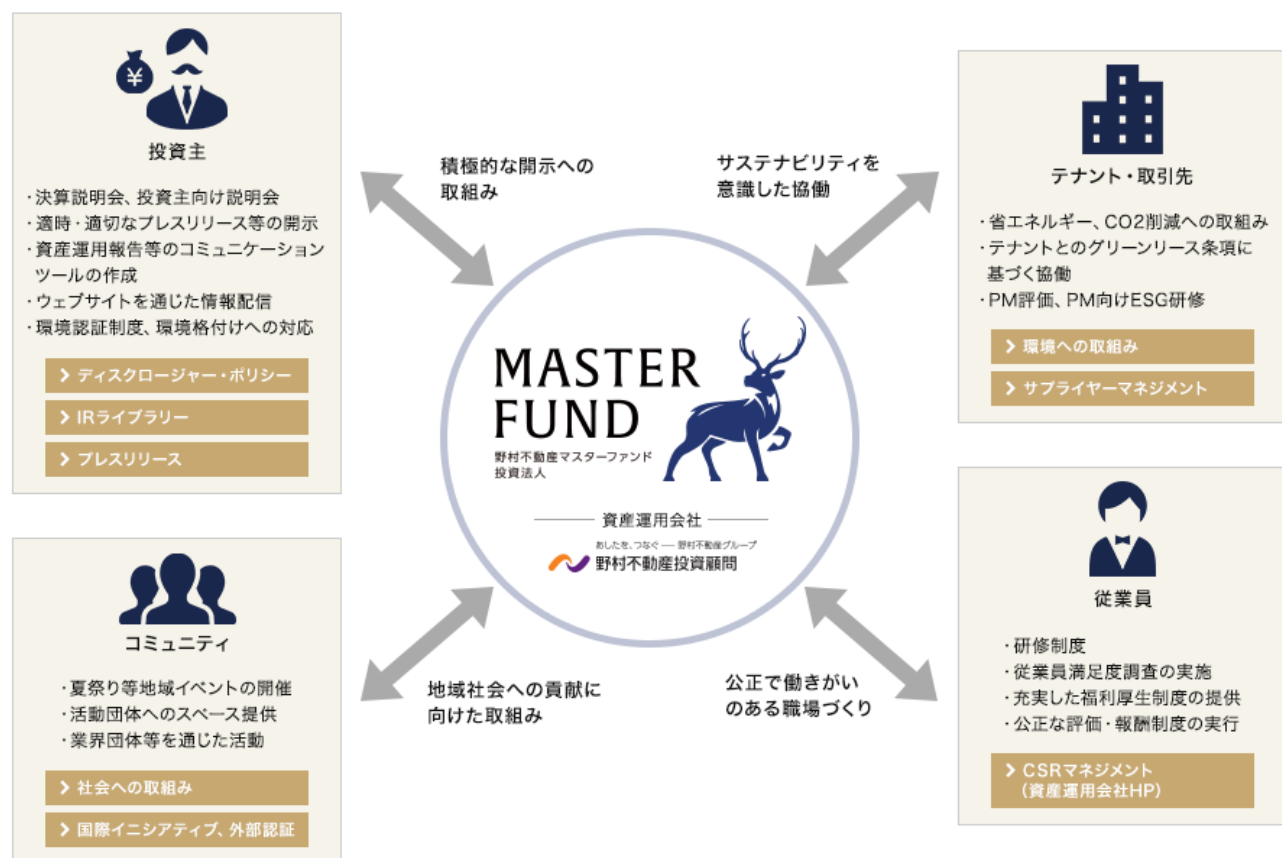 ¥
投資主
・決算説明会、投資主向け説明会
・適時・適切なプレスリリース等の開示
・資産運用報告等のコミュニケーション
ツールの作成
・ウェブサイトを通じた情報配信
・環境認証制度、環境格付けへの対応
ディスクロージャー・ポリシー
IRライブラリー
プレスリリース
積極的な開示への
取組み
サステナビリティを
意識した協働
テナント・取引先
・省エネルギー、CO2削減への取組み
・テナントとのグリーンリース条項に
基づく協働
・PM評価、PM向けESG研修
環境への取組み
サプライヤーマネジメント
MASTER
FUND
野村不動産マスターファンド
投資法人
資産運用会社
あしたを、つなぐ — 野村不動産グループ
野村不動産投資顧問
コミュニティ
・夏祭り等地域イベントの開催
・活動団体へのスペース提供
・業界団体等を通じた活動
社会への取組み
国際イニシアティブ、外部認証
地域社会への貢献に
向けた取組み
公正で働きがい
のある職場づくり
従業員
・研修制度
・従業員満足度調査の実施
・充実した福利厚生制度の提供
・公正な評価・報酬制度の実行
CSRマネジメント
(資産運用会社HP)